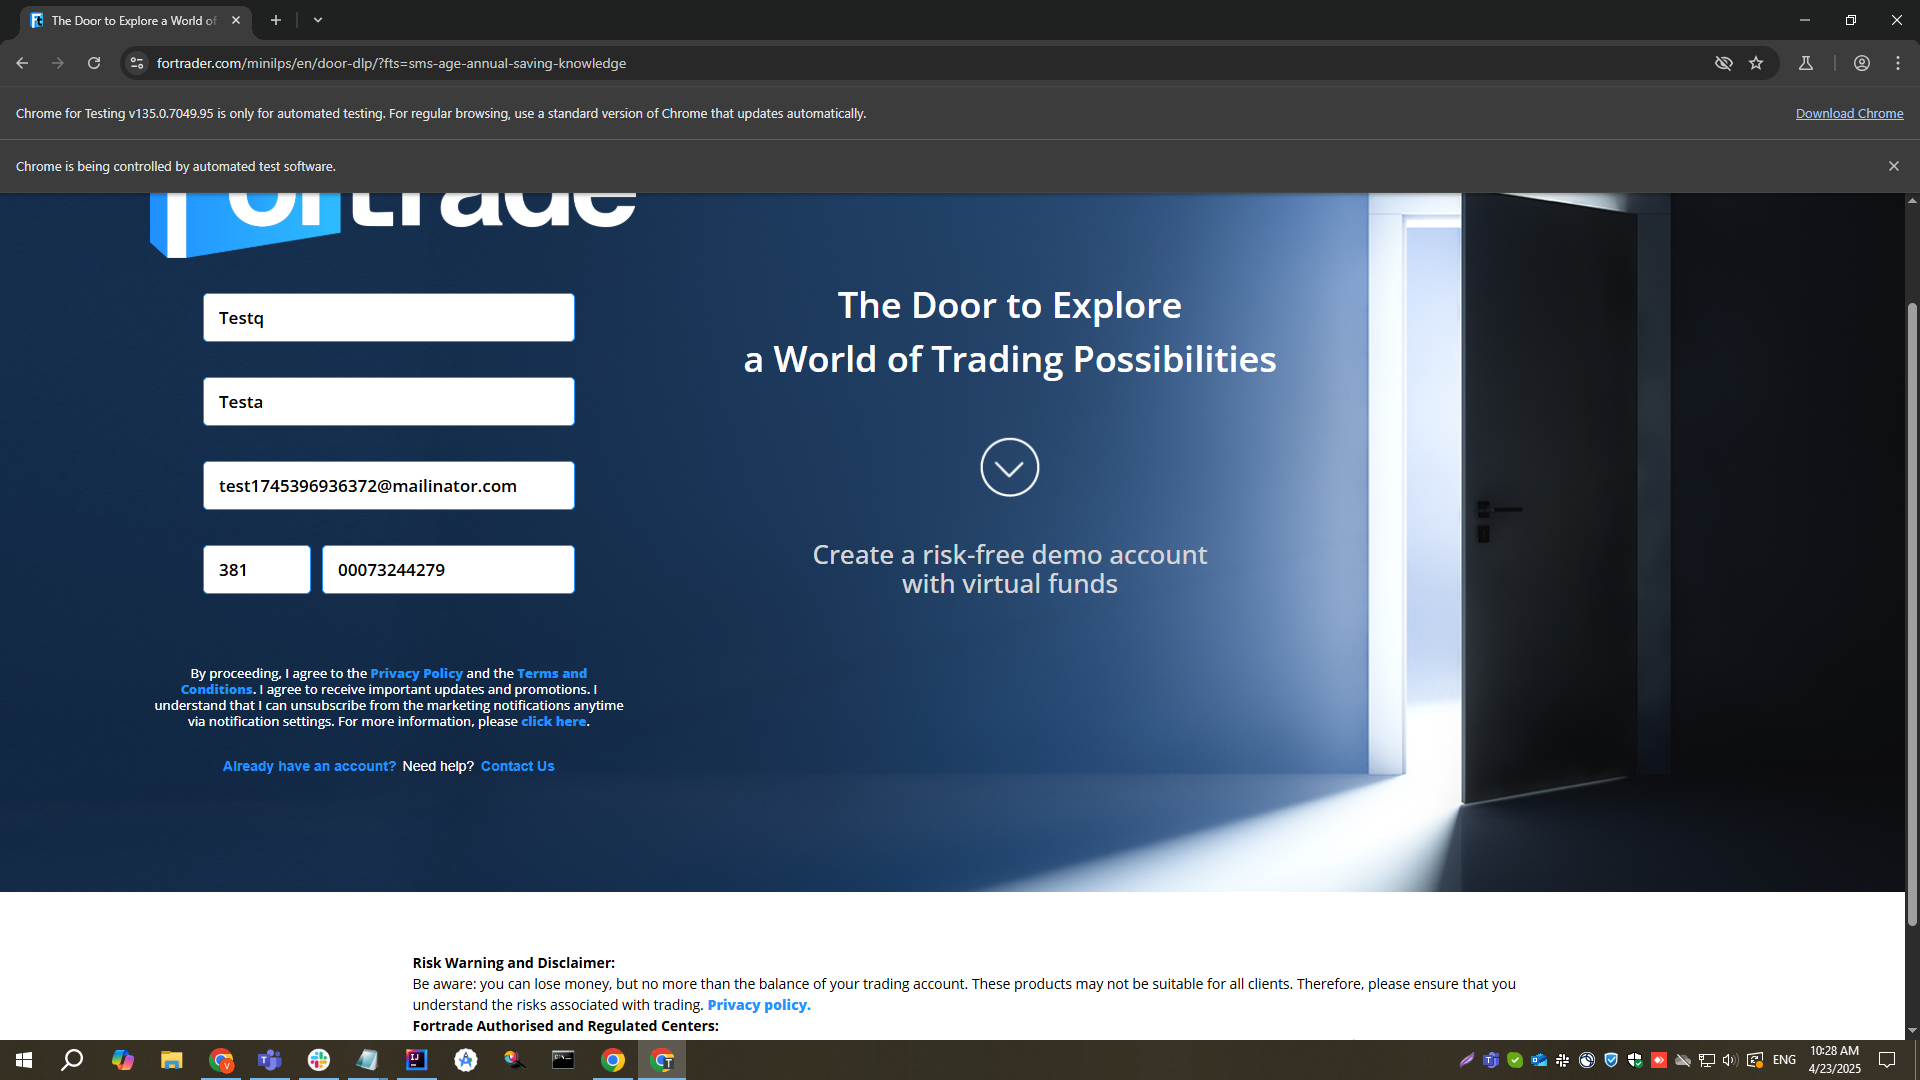 The Door to Explore a World of
fortrader.com/minilps/en/door-dlp/?fts=sms-age-annual-saving-knowledge
Chrome for Testing v135.0.7049.95 is only for automated testing. For regular browsing, use a standard version of Chrome that updates automatically.
Download Chrome
Chrome is being controlled by automated test software.
Fortrade
Testq
Testa
test1745396936372@mailinator.com
381
00073244279
By proceeding, I agree to the Privacy Policy and the Terms and
Conditions. I agree to receive important updates and promotions. I
understand that I can unsubscribe from the marketing notifications anytime
via notification settings. For more information, please click here.
Already have an account? Need help? Contact Us
The Door to Explore
a World of Trading Possibilities
Create a risk-free demo account
with virtual funds
Risk Warning and Disclaimer:
Be aware: you can lose money, but no more than the balance of your trading account. These products may not be suitable for all clients. Therefore, please ensure that you
understand the risks associated with trading. Privacy policy.
Fortrade Authorised and Regulated Centers:
ENG
10:28 AM
4/23/2025